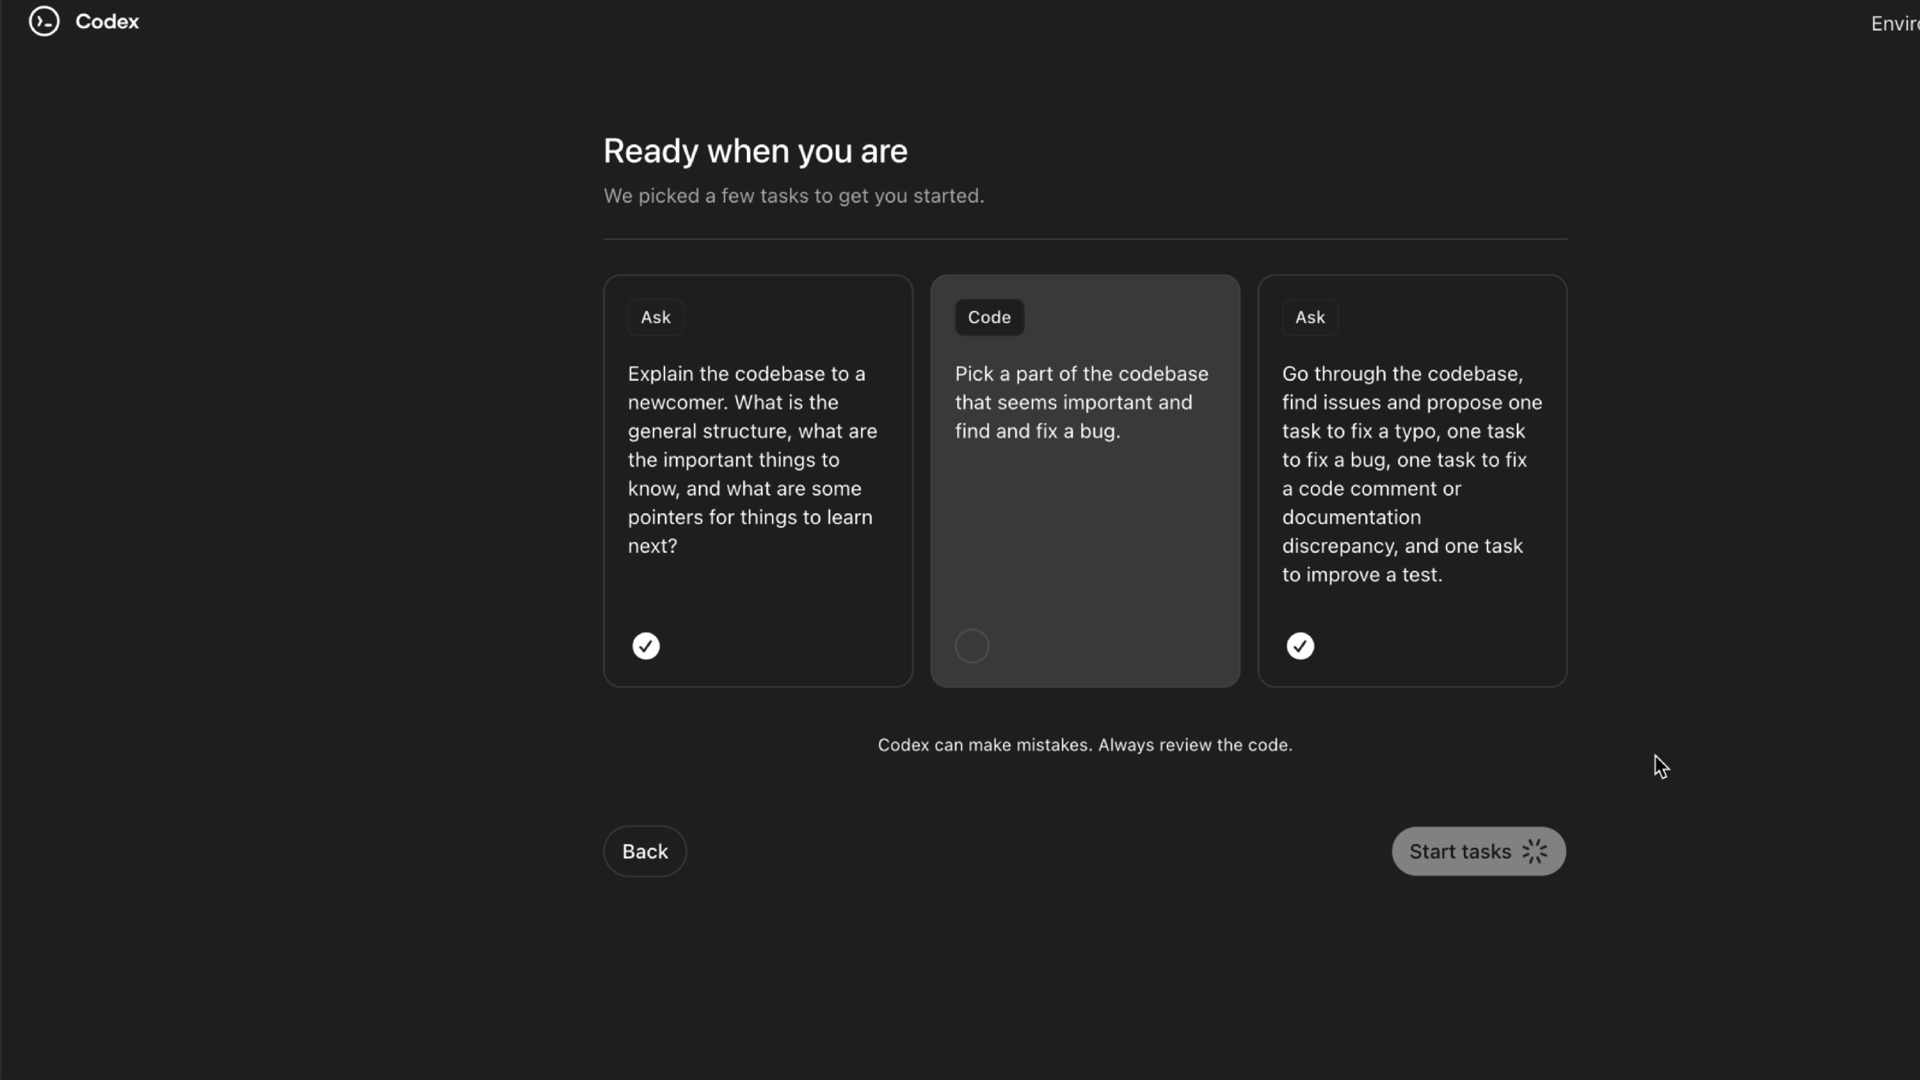 Codex
Enviro
Ready when you are
We picked a few tasks to get you started.
Ask
Explain the codebase to a
newcomer. What is the
general structure, what are
the important things to
know, and what are some
pointers for things to learn
next?
Code
Pick a part of the codebase
that seems important and
find and fix a bug.
Ask
Go through the codebase,
find issues and propose one
task to fix a typo, one task
to fix a bug, one task to fix
a code comment or
documentation
discrepancy, and one task
to improve a test.
Codex can make mistakes. Always review the code.
Back
Start tasks